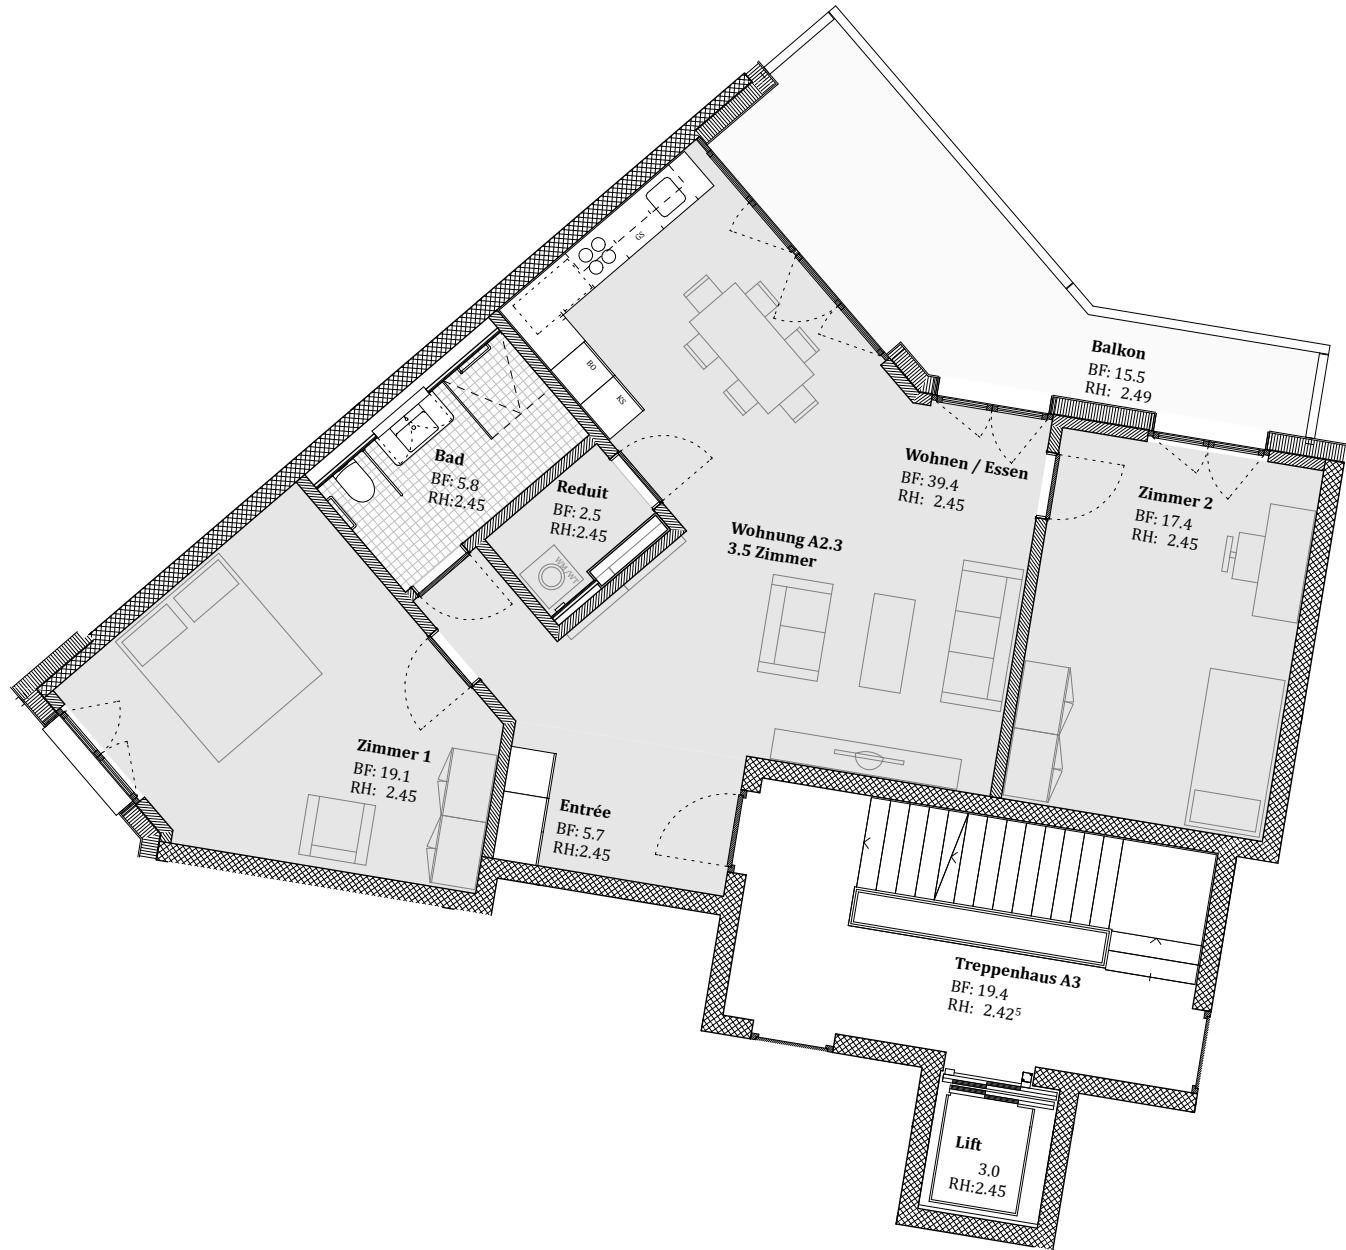 Balkon
BF: 15.5
RH: 2.49
GS
BO
KS
Bad
BF: 5.8
RH:2.45
Reduit
BF: 2.5
RH:2.45
WM/WT
Wohnen / Essen
BF: 39.4
RH: 2.45
Zimmer 2
BF: 17.4
RH: 2.45
Wohnung A2.3
3.5 Zimmer
Zimmer 1
BF: 19.1
RH: 2.45
Entrée
BF: 5.7
RH:2.45
Treppenhaus A3
BF: 19.4
RH: 2.42⁵
Lift
3.0
RH:2.45